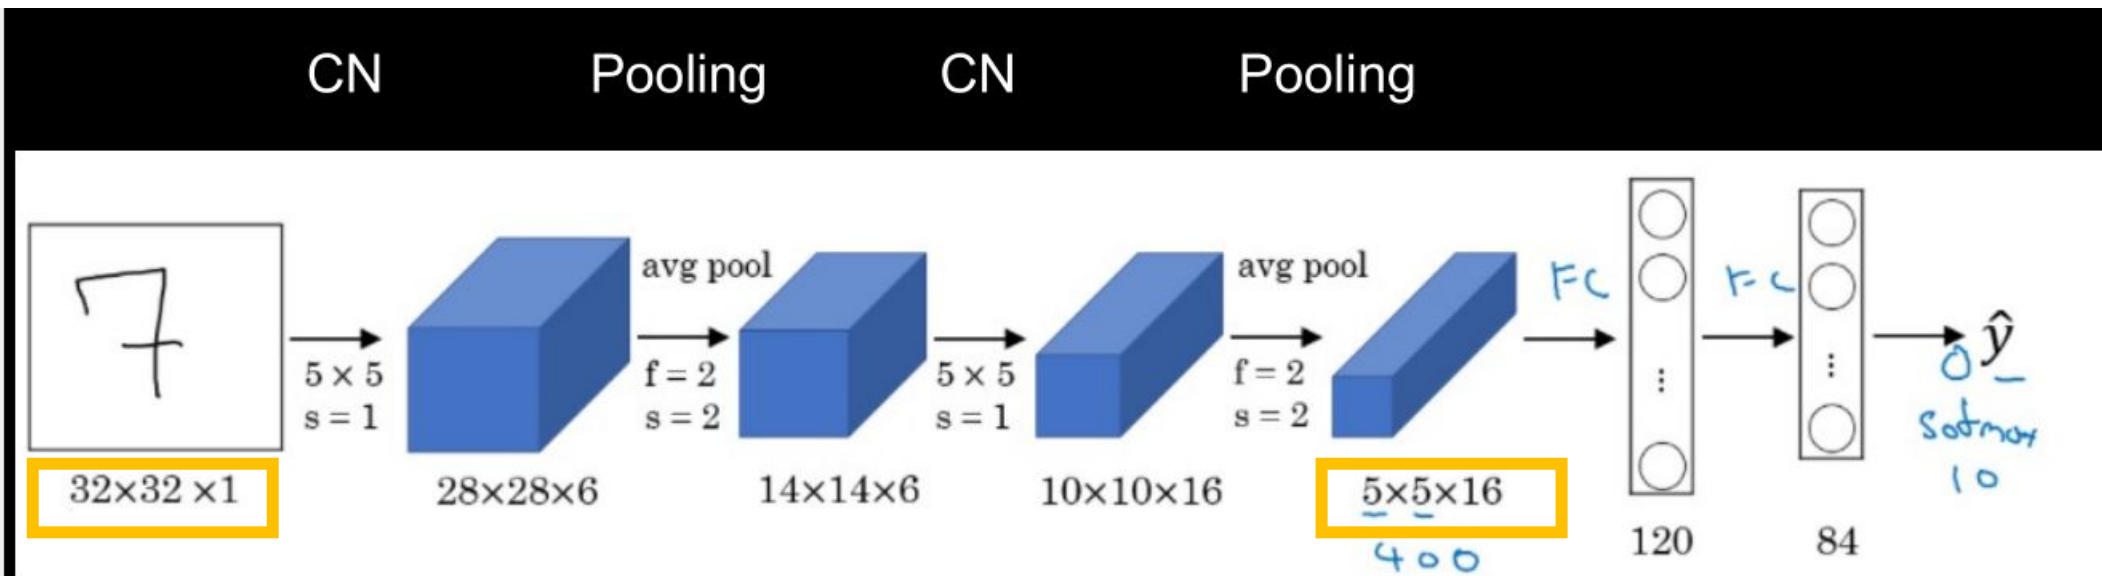 CN Pooling CN Pooling
7
avg pool avg pool
FC FC
5 × 5 f = 2 5 × 5 f = 2
s = 1 s = 2 s = 1 s = 2
ŷ
softmax
10
32×32 ×1 28×28×6 14×14×6 10×10×16 5×5×16
400
120 84